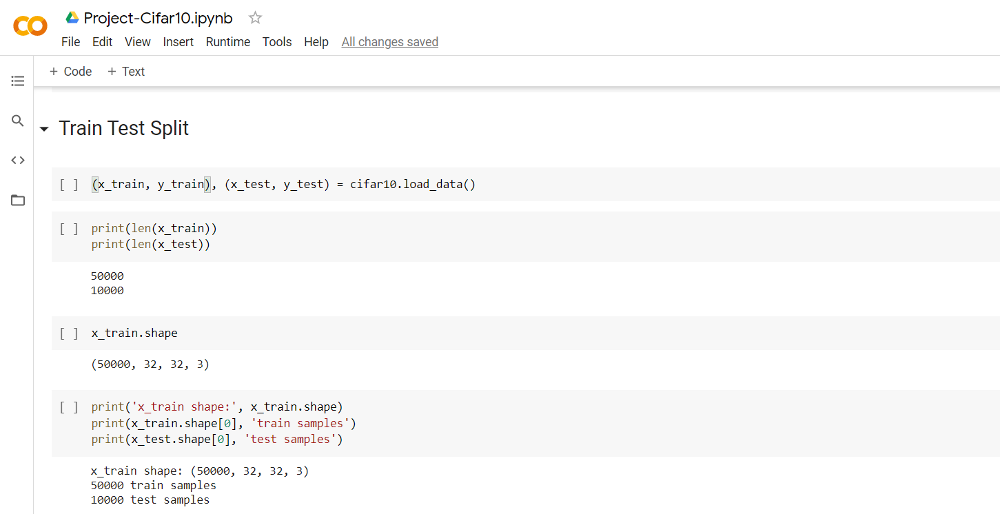 Project-Cifar10.ipynb
File Edit View Insert Runtime Tools Help All changes saved
+ Code + Text
Train Test Split
[ ] (x_train, y_train), (x_test, y_test) = cifar10.load_data()
[ ] print(len(x_train))
print(len(x_test))
50000
10000
[ ] x_train.shape
(50000, 32, 32, 3)
[ ] print('x_train shape:', x_train.shape)
print(x_train.shape[0], 'train samples')
print(x_test.shape[0], 'test samples')
x_train shape: (50000, 32, 32, 3)
50000 train samples
10000 test samples